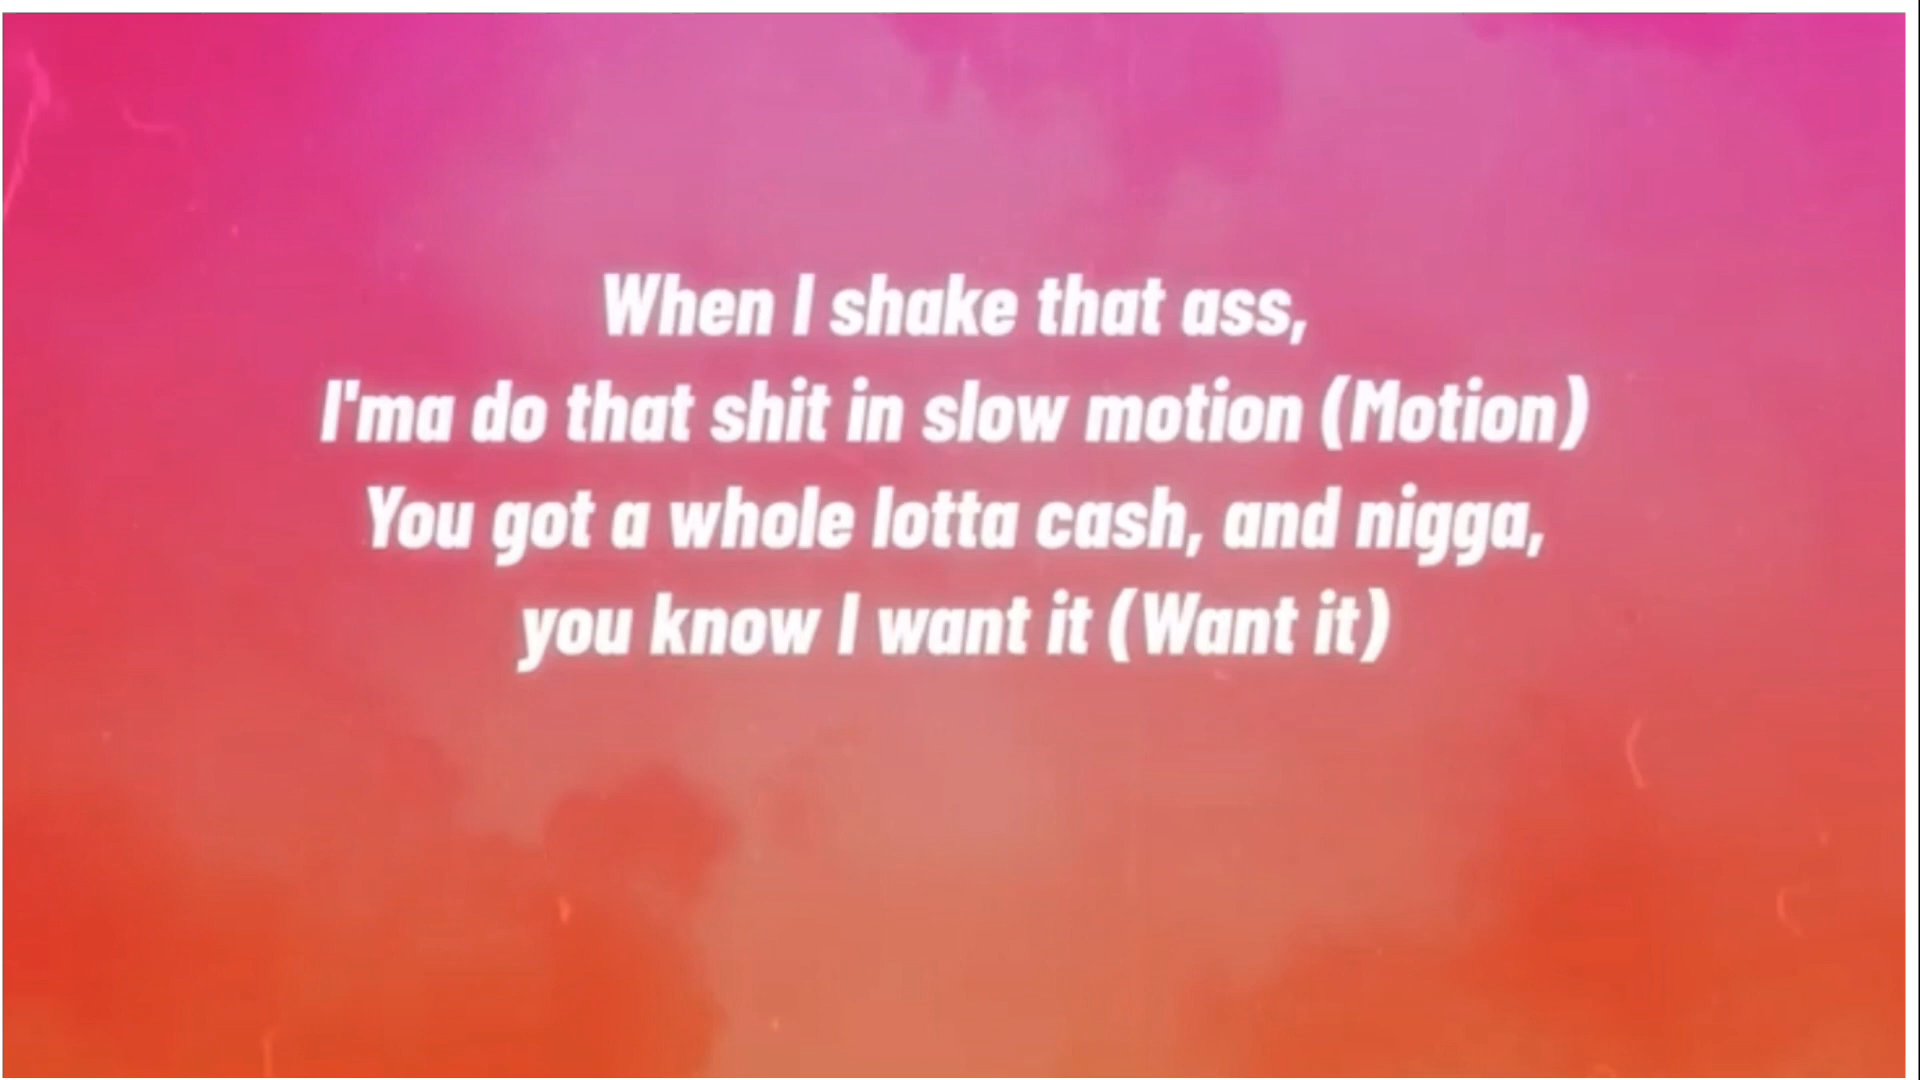 When I shake that ass,
I'ma do that shit in slow motion (Motion)
You got a whole lotta cash, and nigga,
you know I want it (Want it)